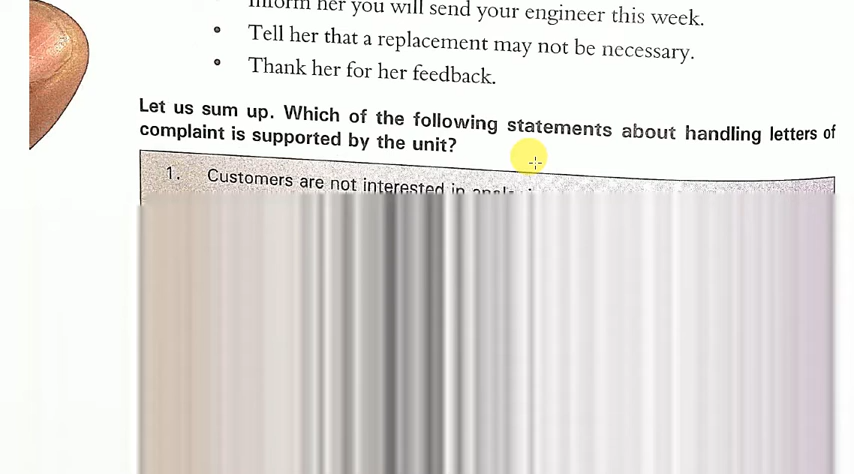 Inform her you will send your engineer this week.
• Tell her that a replacement may not be necessary.
• Thank her for her feedback.
Let us sum up. Which of the following statements about handling letters of
complaint is supported by the unit?
1. Customers are not interested in